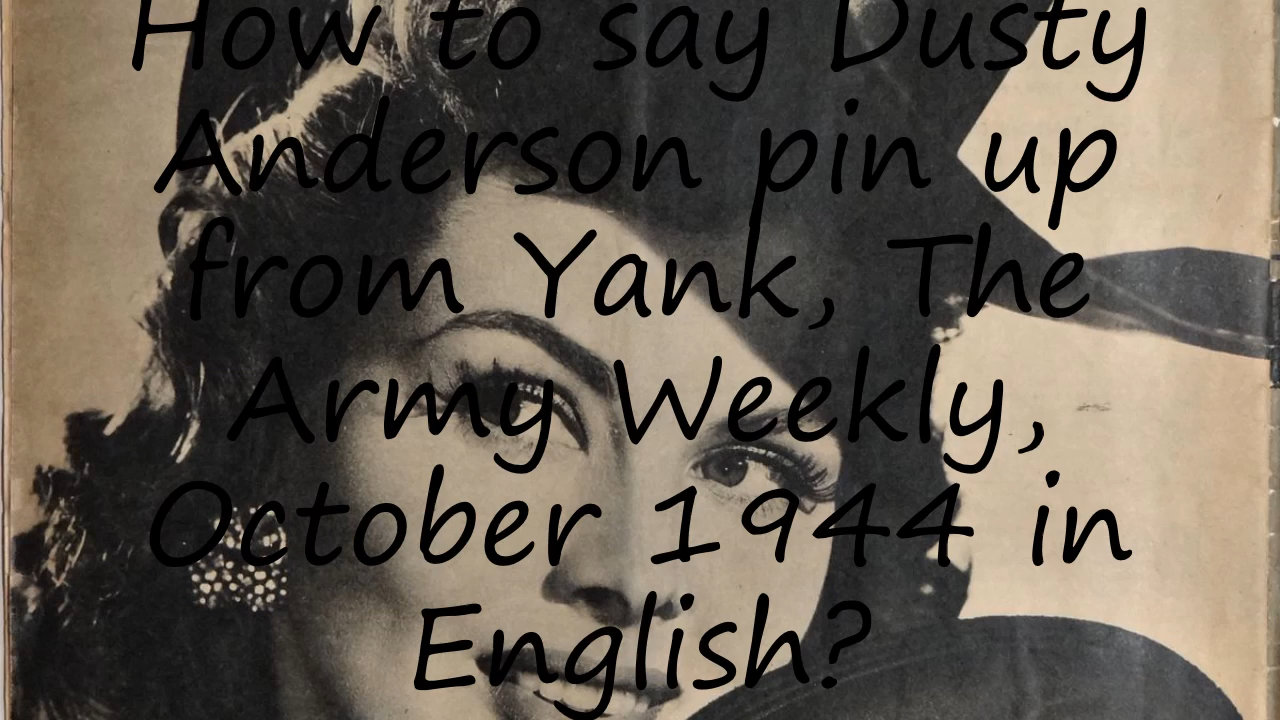 How to say Dusty
Anderson pin up
from Yank, The
Army Weekly,
October 1944 in
English?